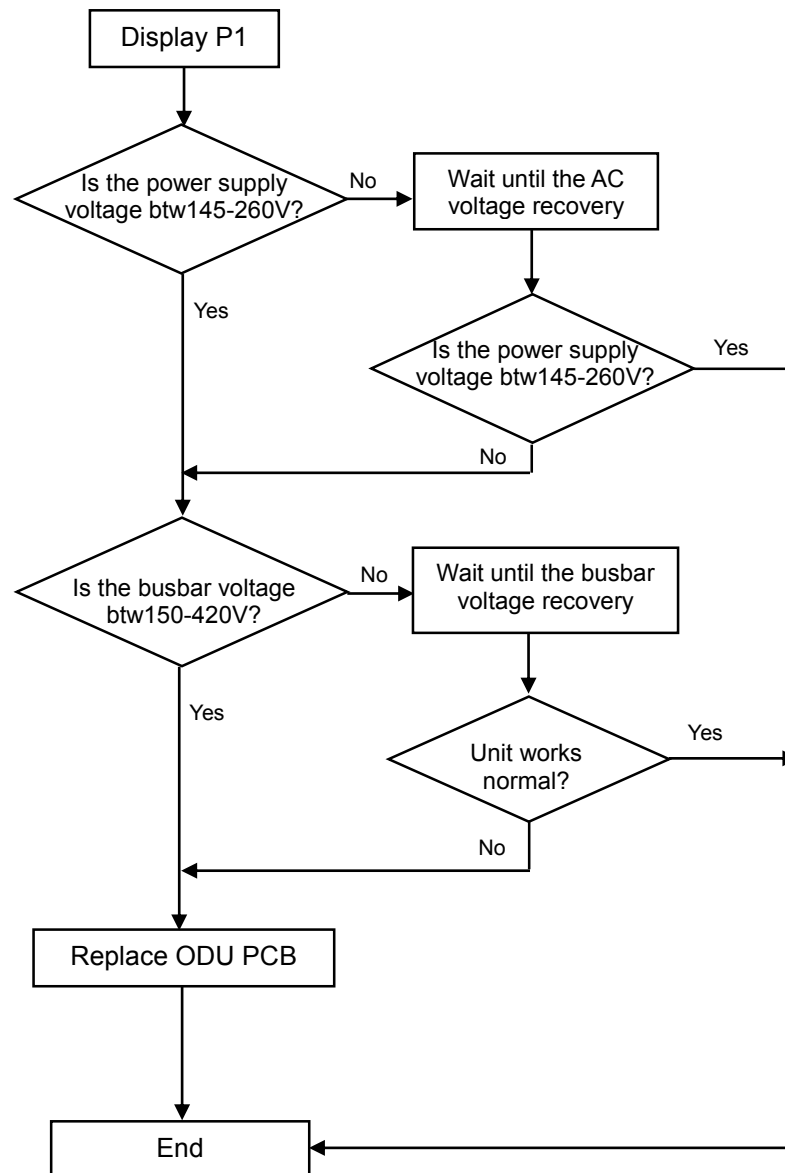 Display P1
Is the power supply
voltage btw145-260V?
No
Wait until the AC
voltage recovery
Yes
Is the power supply
voltage btw145-260V?
Yes
No
Is the busbar voltage
btw150-420V?
No
Wait until the busbar
voltage recovery
Yes
Unit works
normal?
Yes
No
Replace ODU PCB
End